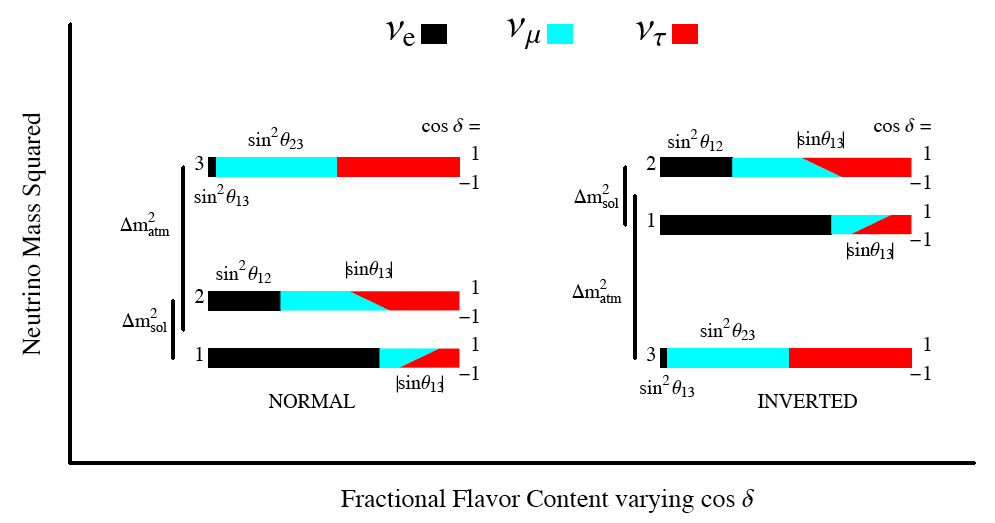 νe νμ ντ
Neutrino Mass Squared
cos δ =
sin²θ23
3
1
−1
sin²θ13
Δm²atm
sin²θ12
|sinθ13|
2
1
−1
Δm²sol
1
1
−1
|sinθ13|
NORMAL
cos δ =
sin²θ12
|sinθ13|
2
1
−1
Δm²sol
1
1
−1
|sinθ13|
Δm²atm
sin²θ23
3
1
−1
sin²θ13
INVERTED
Fractional Flavor Content varying cos δ